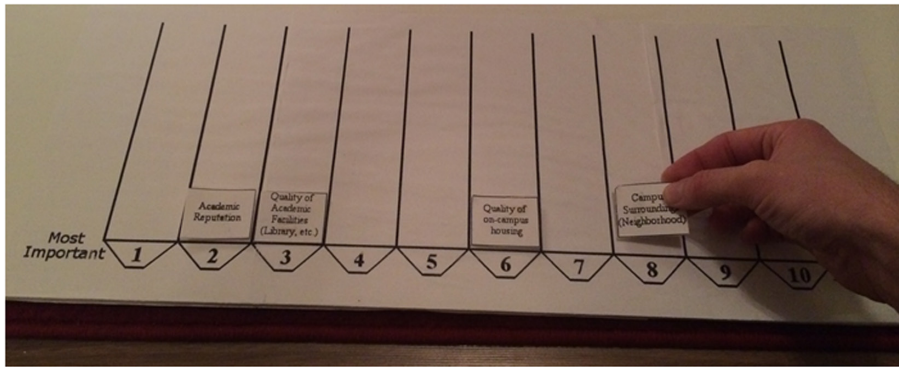 Academic
Reputation
Quality of
Academic
Facilities
(Library, etc.)
Quality of
on-campus
housing
Campus
Surroundings
(Neighborhood)
Most
Important
1
2
3
4
5
6
7
8
9
10